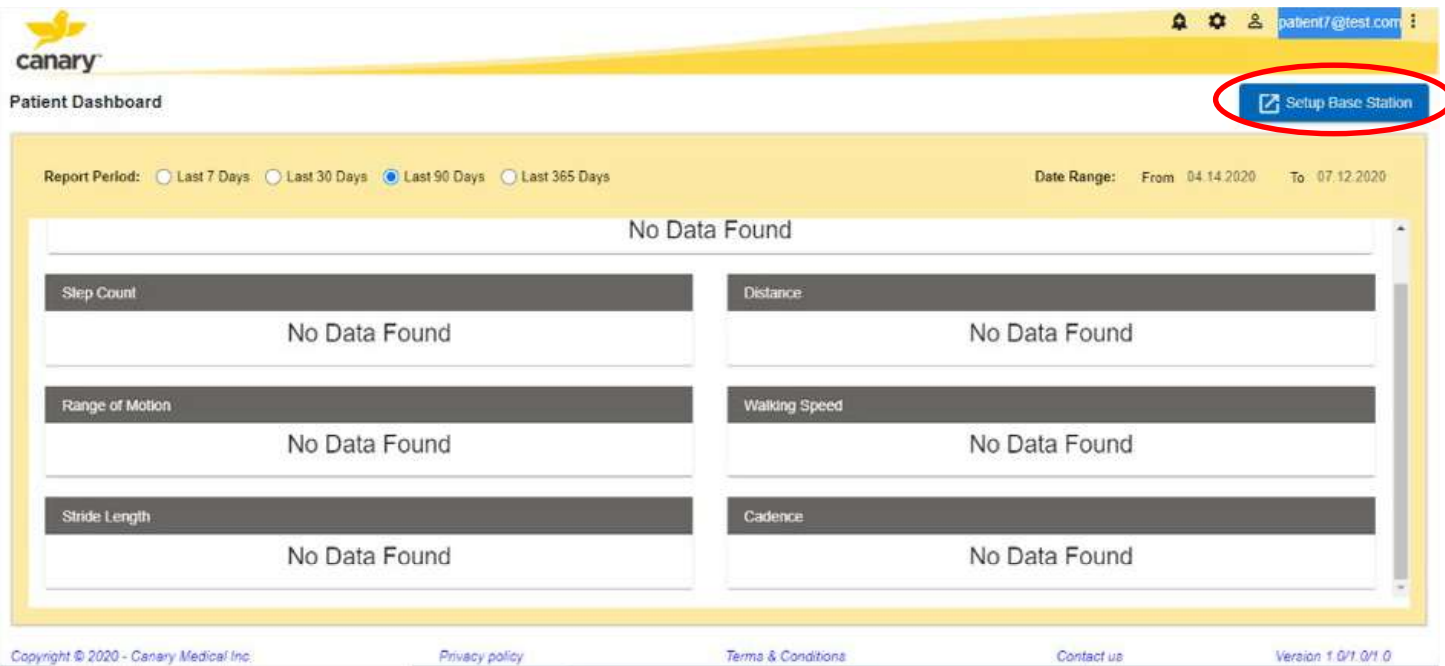 patient7@test.com
canary
Patient Dashboard
Setup Base Station
Report Period: Last 7 Days Last 30 Days Last 90 Days Last 365 Days
Date Range: From 04.14.2020 To 07.12.2020
No Data Found
Step Count
Distance
No Data Found
No Data Found
Range of Motion
Walking Speed
No Data Found
No Data Found
Stride Length
Cadence
No Data Found
No Data Found
Copyright © 2020 - Canary Medical Inc
Privacy policy
Terms & Conditions
Contact us
Version 1.0/1.0/1.0